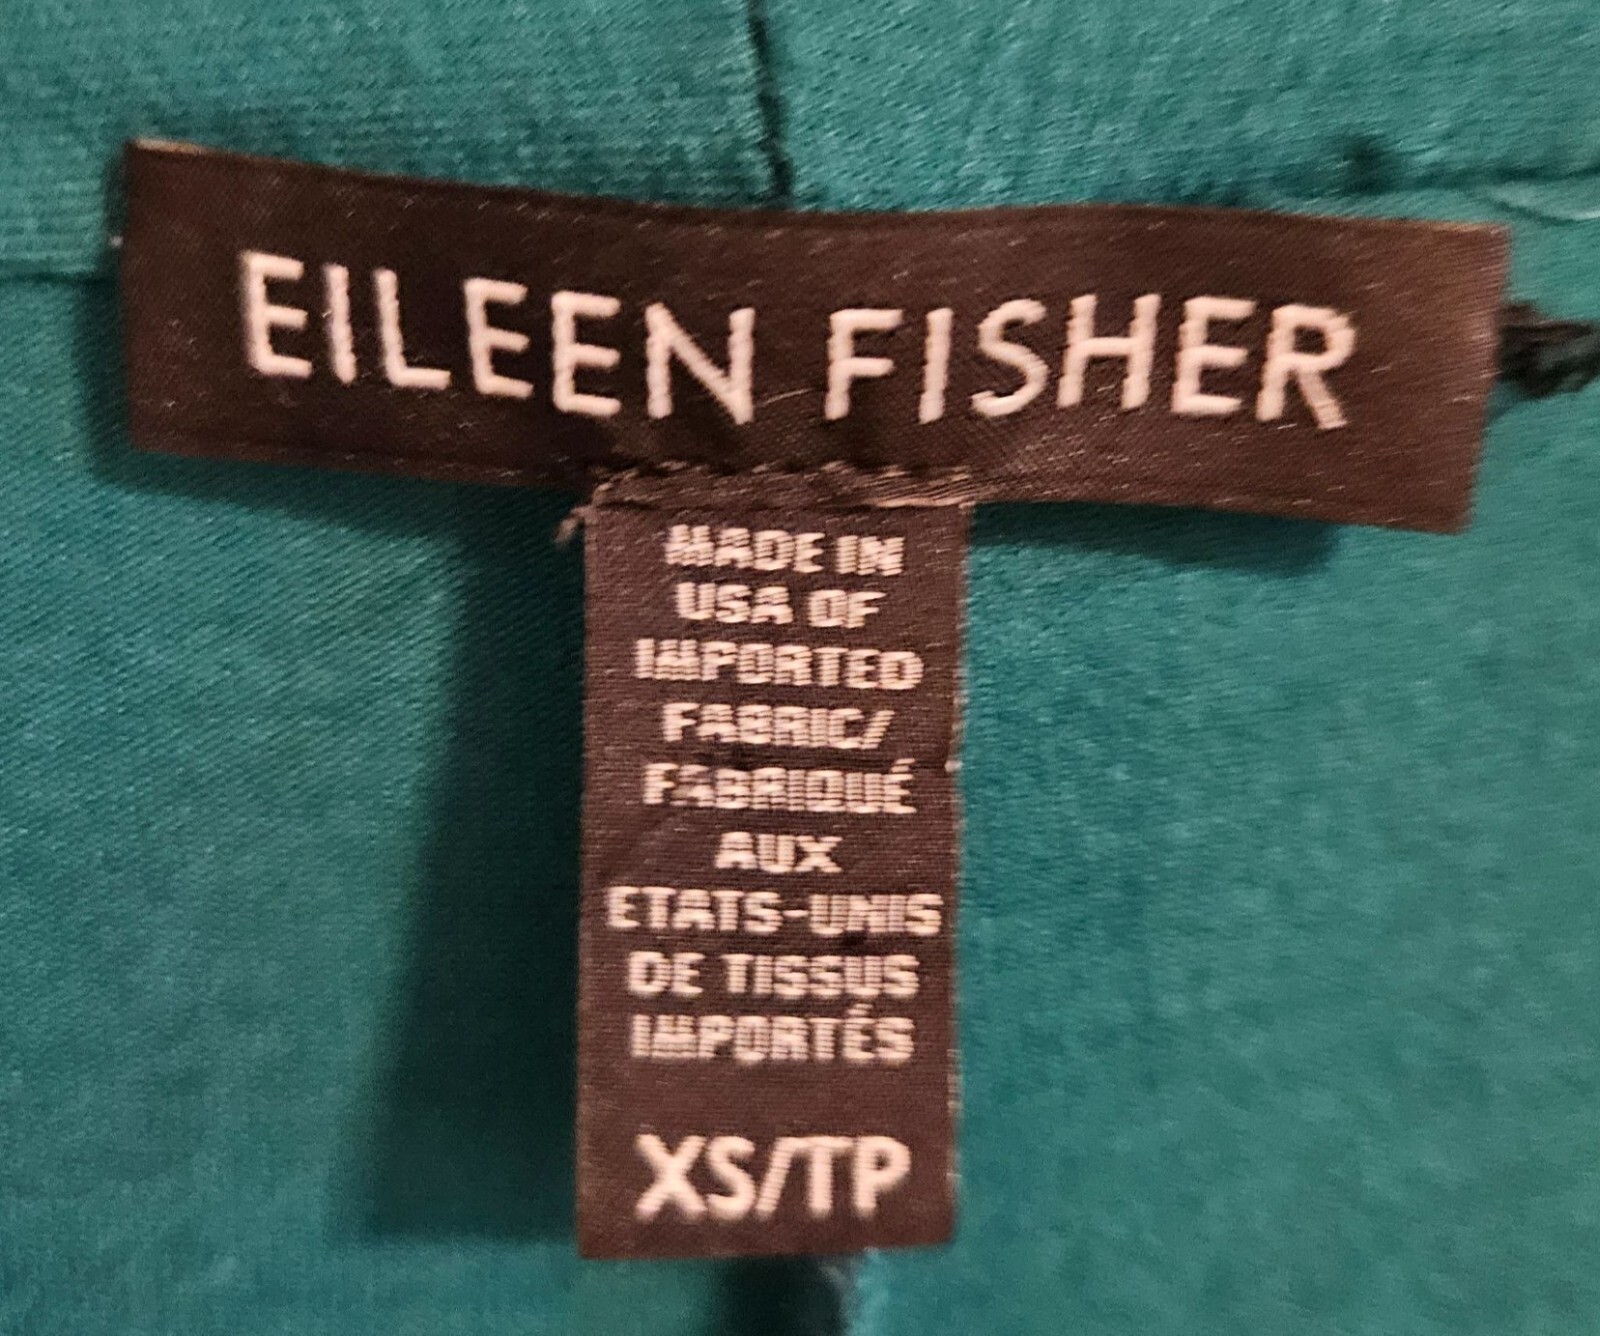 EILEEN FISHER
MADE IN
USA OF
IMPORTED
FABRIC/
FABRIQUÉ
AUX
ETATS-UNIS
DE TISSUS
IMPORTÉS
XS/TP